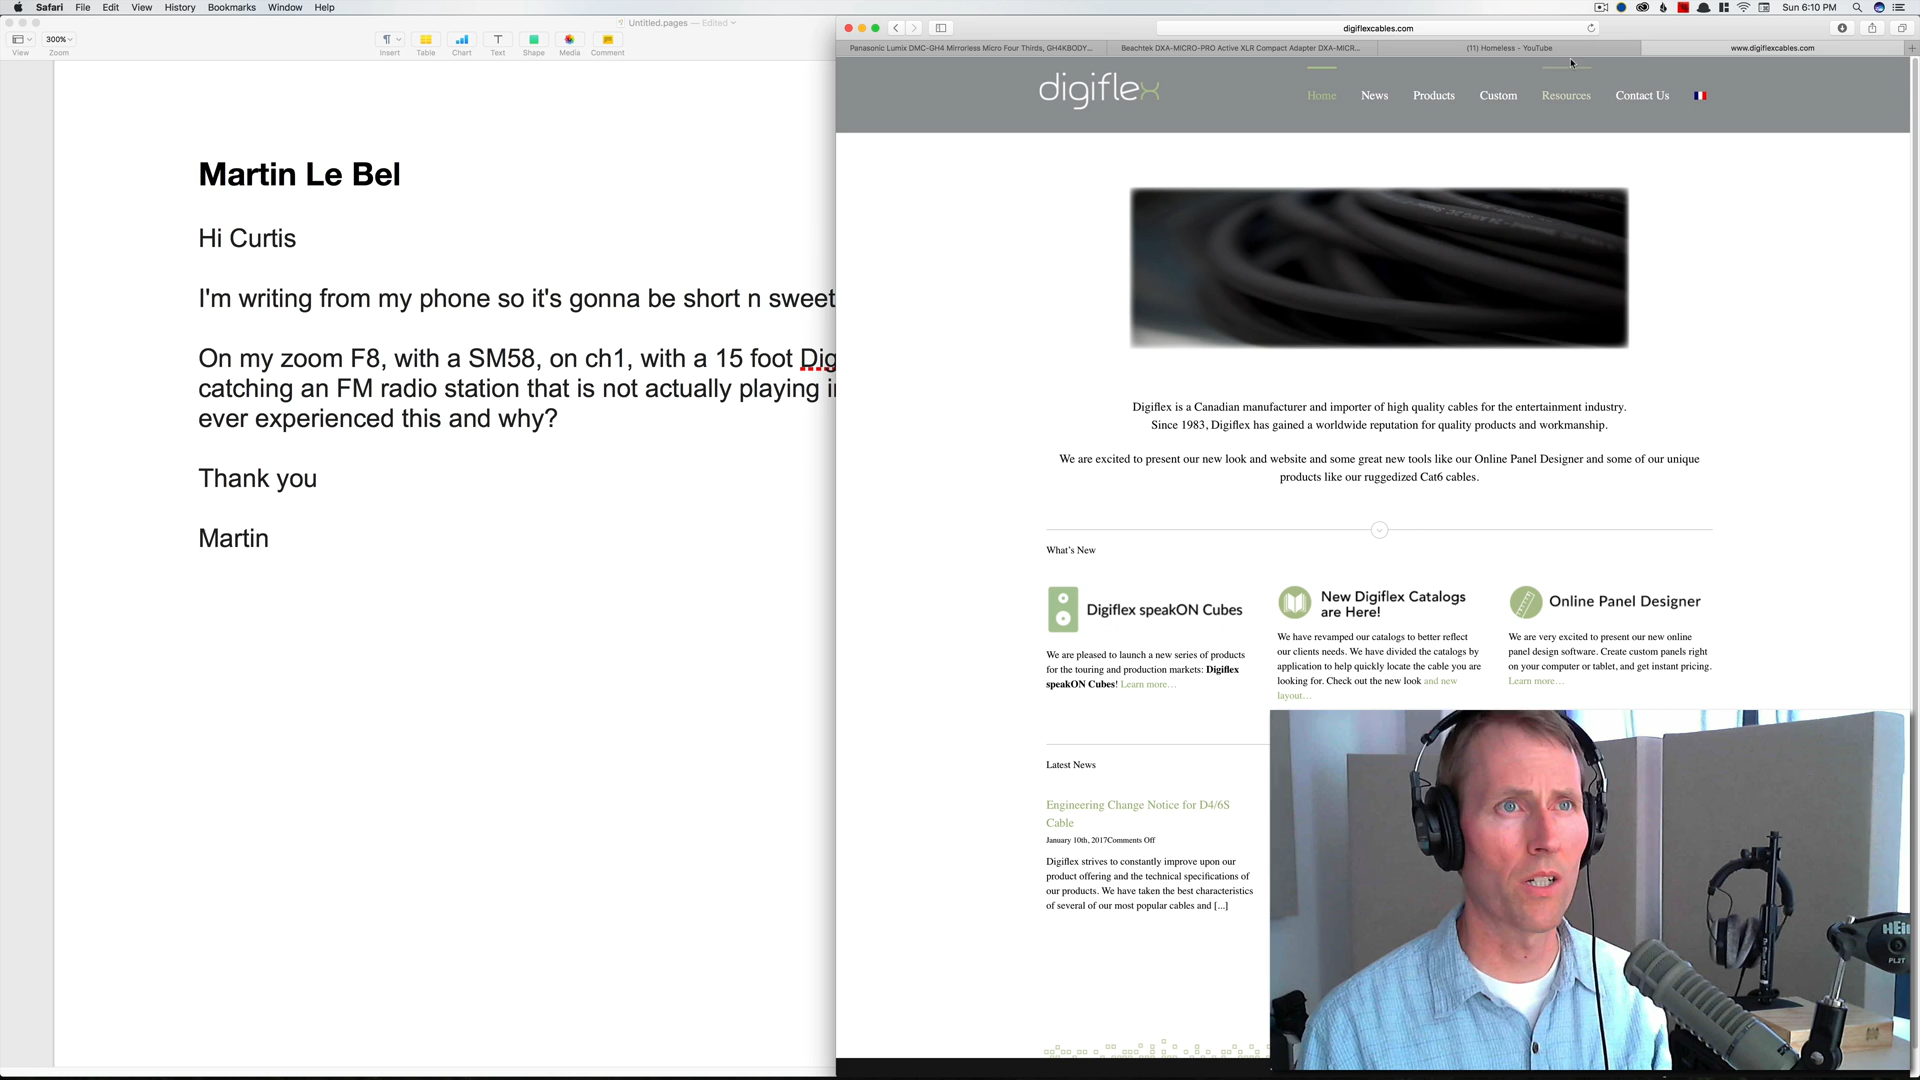 Safari File Edit View History Bookmarks Window Help Sun 6:10 PM
Untitled.pages — Edited
300%
View Zoom Insert Table Chart Text Shape Media Comment
digiflexcables.com
Panasonic Lumix DMC-GH4 Mirrorless Micro Four Thirds, GH4KBODY...
Beachtek DXA-MICRO-PRO Active XLR Compact Adapter DXA-MICR...
(11) Homeless - YouTube
www.digiflexcables.com
Martin Le Bel
Hi Curtis
I'm writing from my phone so it's gonna be short n sweet
On my zoom F8, with a SM58, on ch1, with a 15 foot Dig
catching an FM radio station that is not actually playing i
ever experienced this and why?
Thank you
Martin
digiflex
Home News Products Custom Resources Contact Us
24 AWG 2C
Digiflex is a Canadian manufacturer and importer of high quality cables for the entertainment industry.
Since 1983, Digiflex has gained a worldwide reputation for quality products and workmanship.
We are excited to present our new look and website and some great new tools like our Online Panel Designer and some of our unique
products like our ruggedized Cat6 cables.
What's New
Digiflex speakON Cubes
We are pleased to launch a new series of products
for the touring and production markets: Digiflex
speakON Cubes! Learn more…
New Digiflex Catalogs
are Here!
We have revamped our catalogs to better reflect
our clients needs. We have divided the catalogs by
application to help quickly locate the cable you are
looking for. Check out the new look and new
layout…
Online Panel Designer
We are very excited to present our new online
panel design software. Create custom panels right
on your computer or tablet, and get instant pricing.
Learn more…
Latest News
Engineering Change Notice for D4/6S
Cable
January 10th, 2017Comments Off
Digiflex strives to constantly improve upon our
product offering and the technical specifications of
our products. We have taken the best characteristics
of several of our most popular cables and [...]
HEil
PL2T